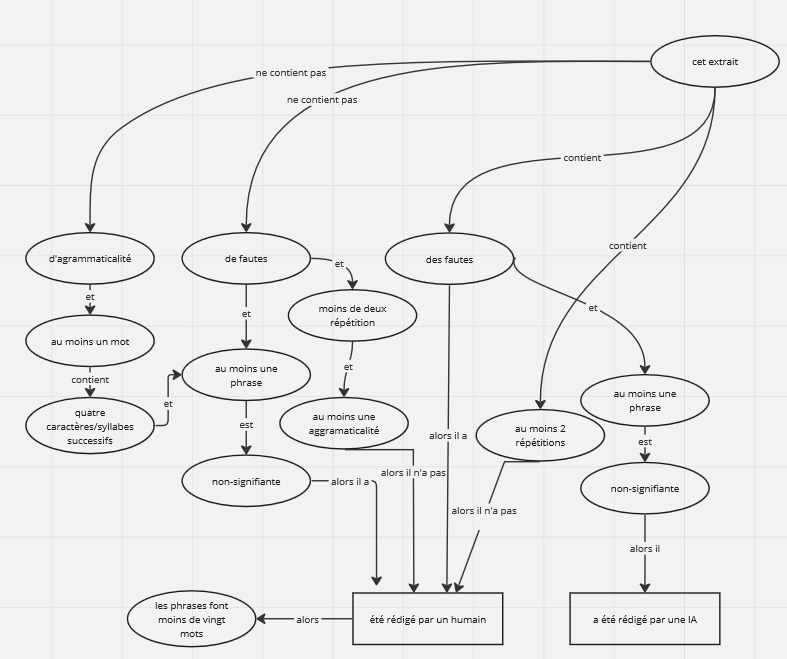 cet extrait
ne contient pas
ne contient pas
contient
contient
d'agrammaticalité
de fautes
et
des fautes
et
au moins un mot
et
moins de deux
répétition
et
contient
au moins une
phrase
et
au moins une
phrase
quatre
caractères/syllabes
successifs
et
est
au moins une
aggramaticalité
alors il a
au moins 2
répétitions
est
non-signifiante
alors il a
alors il n'a pas
non-signifiante
alors il n'a pas
alors il
les phrases font
moins de vingt
mots
alors
été rédigé par un humain
a été rédigé par une IA